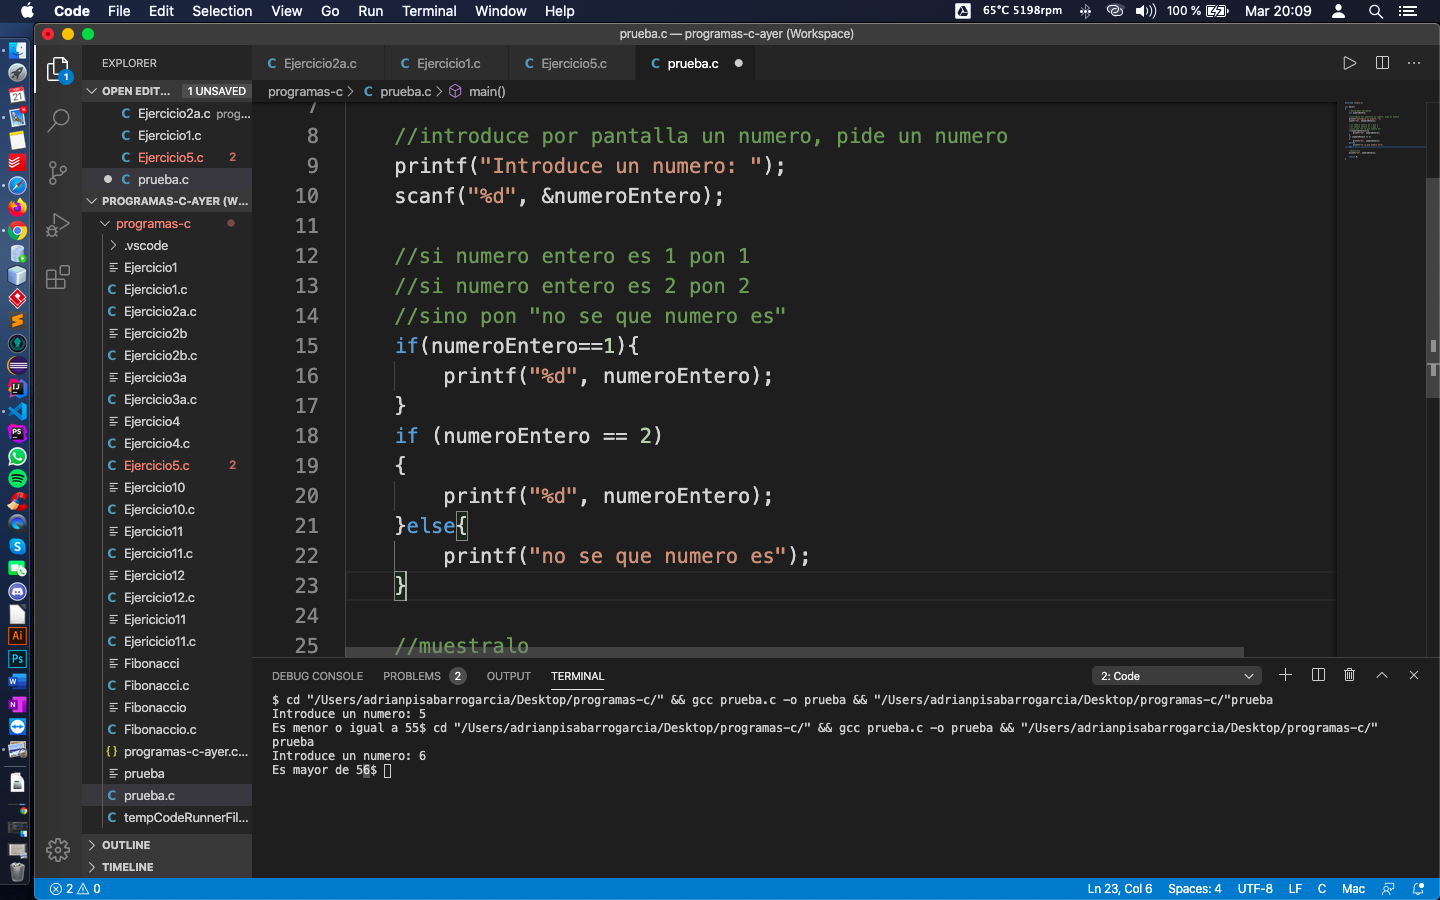 Code File Edit Selection View Go Run Terminal Window Help 65°C 5198rpm 100 % Mar 20:09
prueba.c — programas-c-ayer (Workspace)
EXPLORER
Ejercicio2a.c Ejercicio1.c Ejercicio5.c prueba.c
OPEN EDIT... 1 UNSAVED
programas-c > prueba.c > main()
Ejercicio2a.c prog...
Ejercicio1.c
Ejercicio5.c 2
prueba.c
PROGRAMAS-C-AYER (W...
programas-c
.vscode
Ejercicio1
Ejercicio1.c
Ejercicio2a.c
Ejercicio2b
Ejercicio2b.c
Ejercicio3a
Ejercicio3a.c
Ejercicio4
Ejercicio4.c
Ejercicio5.c 2
Ejercicio10
Ejercicio10.c
Ejercicio11
Ejercicio11.c
Ejercicio12
Ejercicio12.c
Ejericicio11
Ejericicio11.c
Fibonacci
Fibonacci.c
Fibonaccio
Fibonaccio.c
{} programas-c-ayer.c...
prueba
prueba.c
tempCodeRunnerFil...
OUTLINE
TIMELINE
7
8 //introduce por pantalla un numero, pide un numero
9 printf("Introduce un numero: ");
10 scanf("%d", &numeroEntero);
11
12 //si numero entero es 1 pon 1
13 //si numero entero es 2 pon 2
14 //sino pon "no se que numero es"
15 if(numeroEntero==1){
16 printf("%d", numeroEntero);
17 }
18 if (numeroEntero == 2)
19 {
20 printf("%d", numeroEntero);
21 }else{
22 printf("no se que numero es");
23 }
24
25 //muestralo
DEBUG CONSOLE PROBLEMS 2 OUTPUT TERMINAL 2: Code
$ cd "/Users/adrianpisabarrogarcia/Desktop/programas-c/" && gcc prueba.c -o prueba && "/Users/adrianpisabarrogarcia/Desktop/programas-c/"prueba
Introduce un numero: 5
Es menor o igual a 55$ cd "/Users/adrianpisabarrogarcia/Desktop/programas-c/" && gcc prueba.c -o prueba && "/Users/adrianpisabarrogarcia/Desktop/programas-c/"
prueba
Introduce un numero: 6
Es mayor de 56$
2 0 Ln 23, Col 6 Spaces: 4 UTF-8 LF C Mac